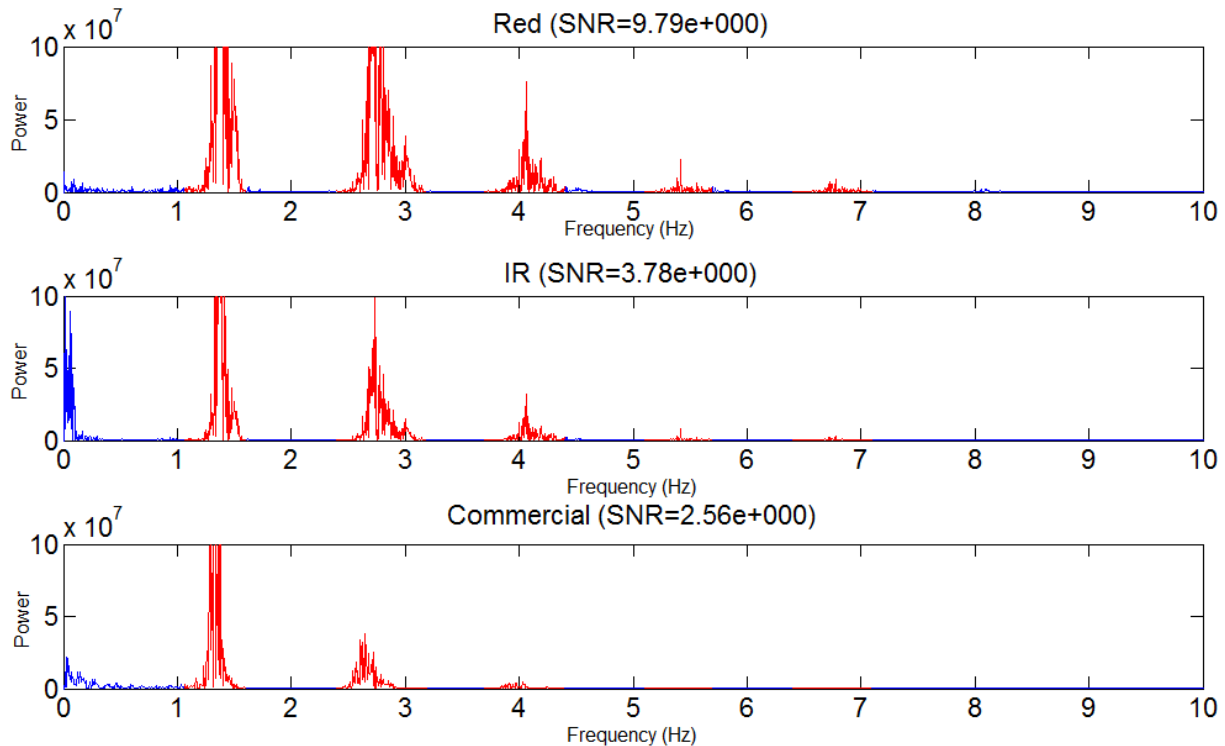 Red (SNR=9.79e+000)
x 10^7
10
5
0
Power
0 1 2 3 4 5 6 7 8 9 10
Frequency (Hz)
IR (SNR=3.78e+000)
x 10^7
10
5
0
Power
0 1 2 3 4 5 6 7 8 9 10
Frequency (Hz)
Commercial (SNR=2.56e+000)
x 10^7
10
5
0
Power
0 1 2 3 4 5 6 7 8 9 10
Frequency (Hz)